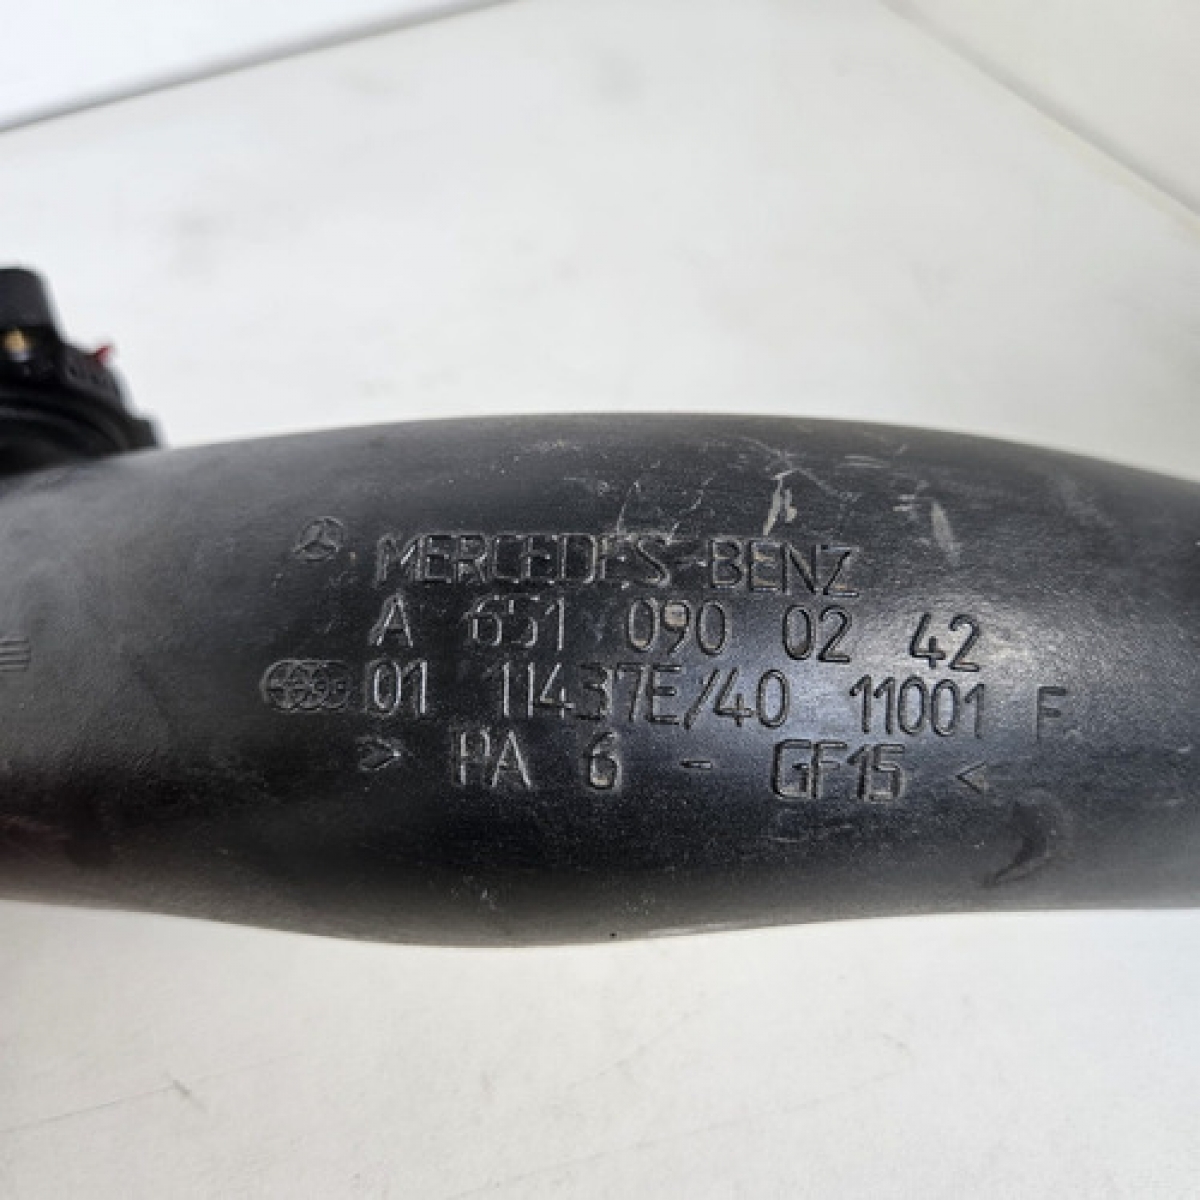 MERCEDES-BENZ
A 651 090 02 42
01 11437E/40 11001 F
> PA 6 - GF15 <